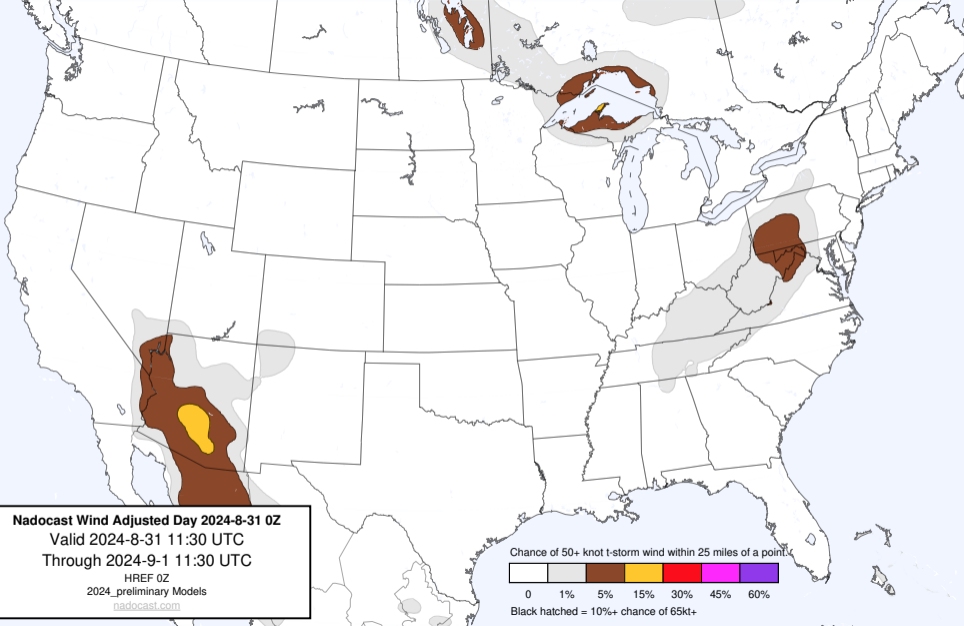 Nadocast Wind Adjusted Day 2024-8-31 0Z
Valid 2024-8-31 11:30 UTC
Through 2024-9-1 11:30 UTC
HREF 0Z
2024_preliminary Models
nadocast.com
Chance of 50+ knot t-storm wind within 25 miles of a point.
0 1% 5% 15% 30% 45% 60%
Black hatched = 10%+ chance of 65kt+